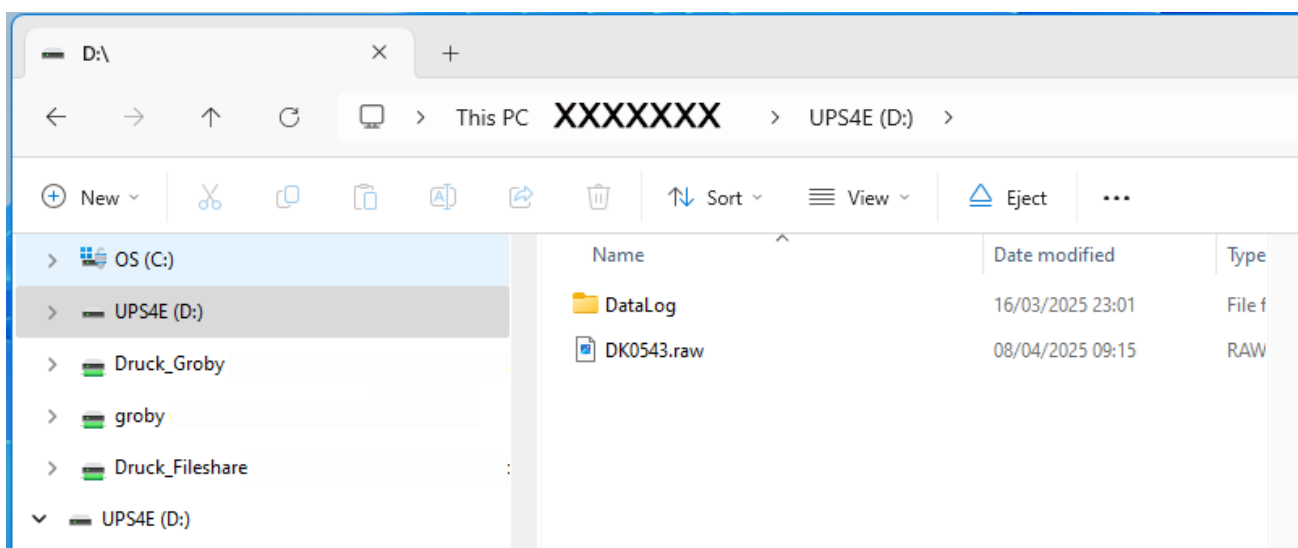 D:\
This PC XXXXXXX > UPS4E (D:) >
New Sort View Eject ...
OS (C:)
UPS4E (D:)
Druck_Groby
groby
Druck_Fileshare :
UPS4E (D:)
Name Date modified Type
DataLog 16/03/2025 23:01 File f
DK0543.raw 08/04/2025 09:15 RAW